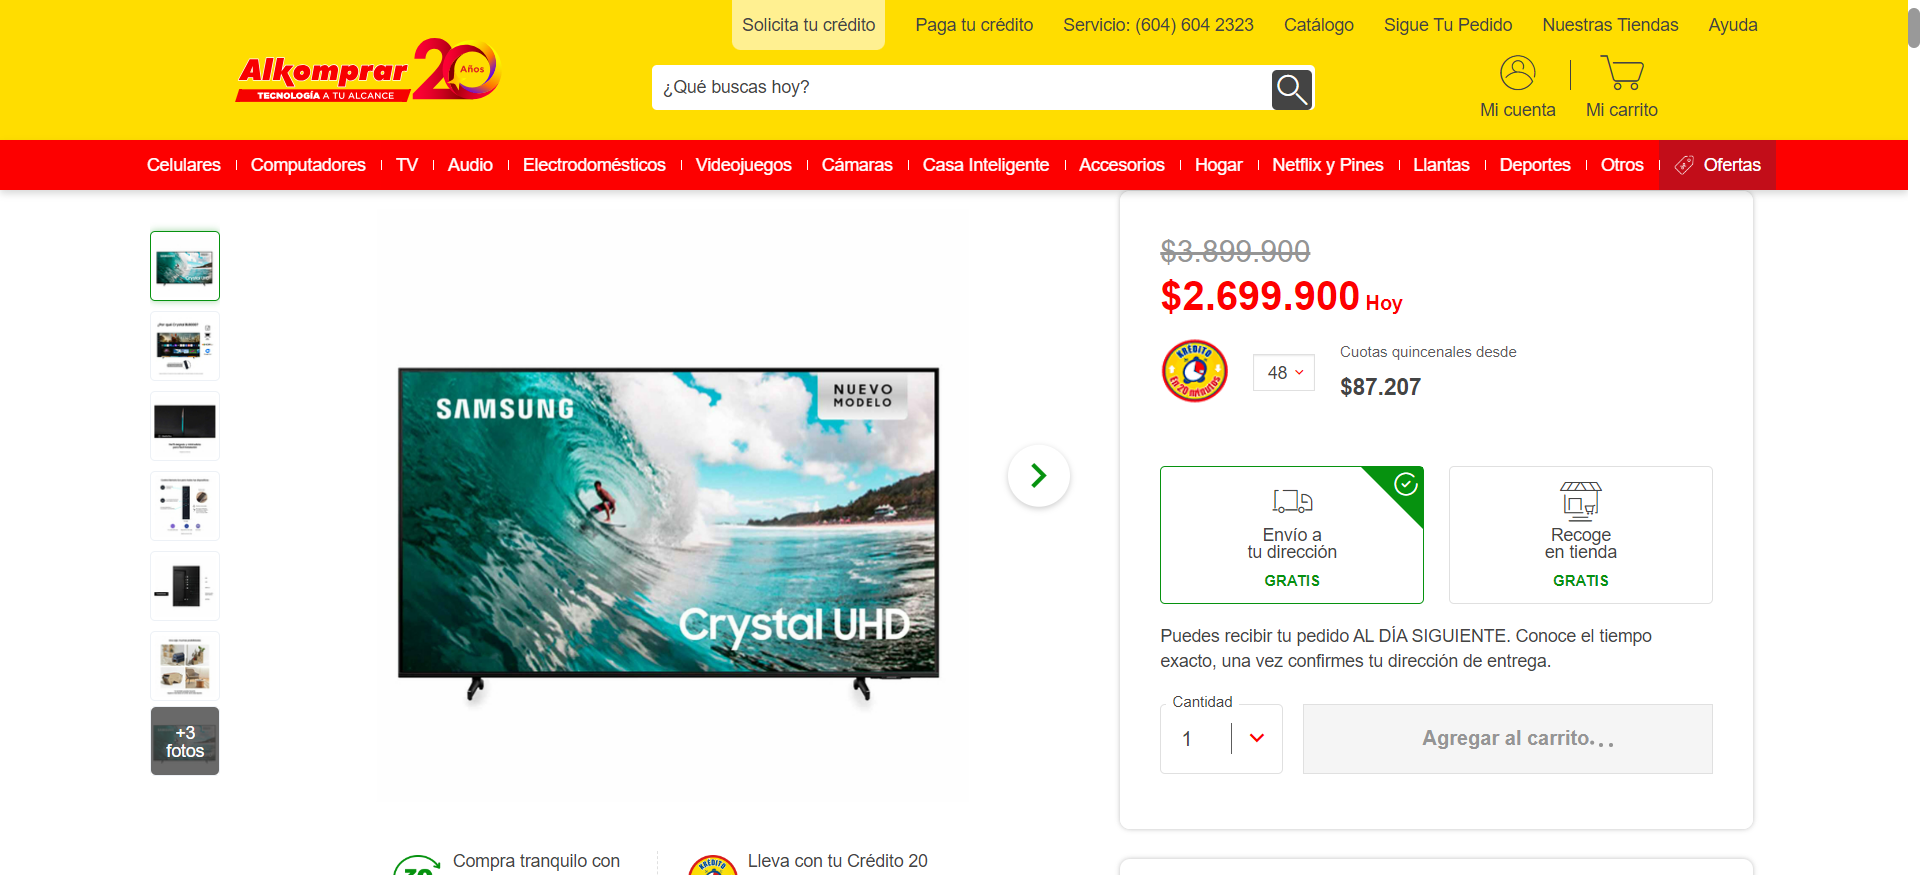 Solicita tu crédito
Paga tu crédito
Servicio: (604) 604 2323
Catálogo
Sigue Tu Pedido
Nuestras Tiendas
Ayuda
Alkomprar
TECNOLOGÍA A TU ALCANCE
20 Años
¿Qué buscas hoy?
Mi cuenta
Mi carrito
Celulares
Computadores
TV
Audio
Electrodomésticos
Videojuegos
Cámaras
Casa Inteligente
Accesorios
Hogar
Netflix y Pines
Llantas
Deportes
Otros
Ofertas
+3
fotos
SAMSUNG
NUEVO
MODELO
Crystal UHD
$3.899.900
$2.699.900 Hoy
KRÉDITO
En 20 minutos
48
Cuotas quincenales desde
$87.207
Envío a
tu dirección
GRATIS
Recoge
en tienda
GRATIS
Puedes recibir tu pedido AL DÍA SIGUIENTE. Conoce el tiempo
exacto, una vez confirmes tu dirección de entrega.
Cantidad
1
Agregar al carrito...
Compra tranquilo con
Lleva con tu Crédito 20